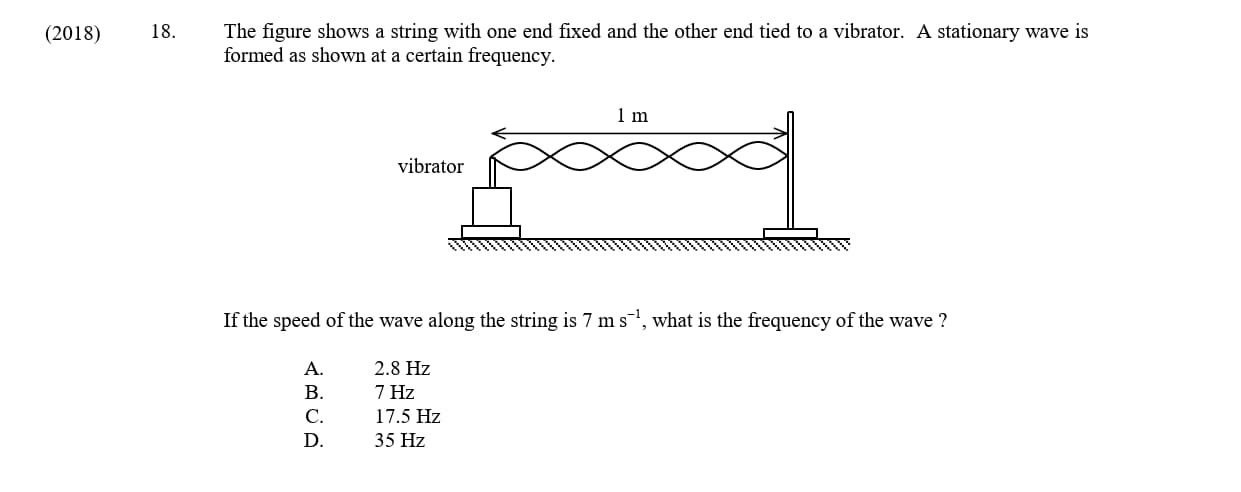 (2018) 18. The figure shows a string with one end fixed and the other end tied to a vibrator. A stationary wave is
formed as shown at a certain frequency.
1 m
vibrator
If the speed of the wave along the string is 7 m s⁻¹, what is the frequency of the wave ?
A. 2.8 Hz
B. 7 Hz
C. 17.5 Hz
D. 35 Hz